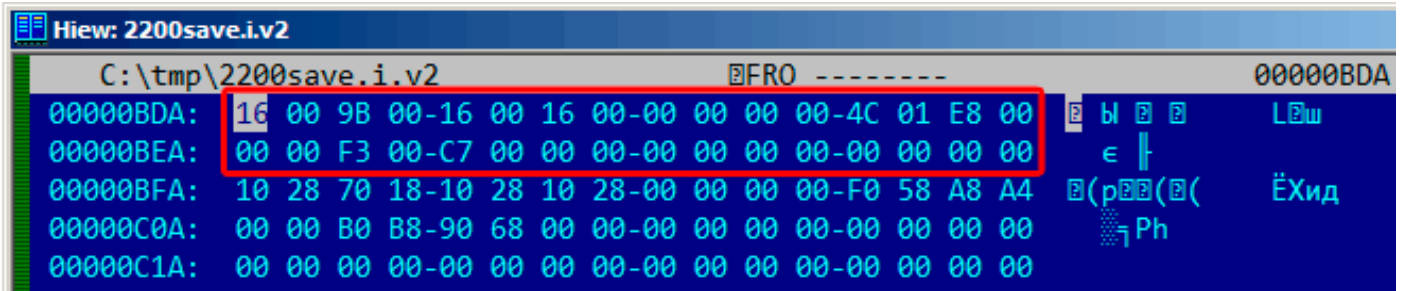 Hiew: 2200save.i.v2
C:\tmp\2200save.i.v2 FRO -------- 00000BDA
00000BDA: 16 00 9B 00-16 00 16 00-00 00 00 00-4C 01 E8 00 Ы L ш
00000BEA: 00 00 F3 00-C7 00 00 00-00 00 00 00-00 00 00 00 є ╟
00000BFA: 10 28 70 18-10 28 10 28-00 00 00 00-F0 58 A8 A4 (p ( ( ЁXид
00000C0A: 00 00 B0 B8-90 68 00 00-00 00 00 00-00 00 00 00 ░╕Рh
00000C1A: 00 00 00 00-00 00 00 00-00 00 00 00-00 00 00 00